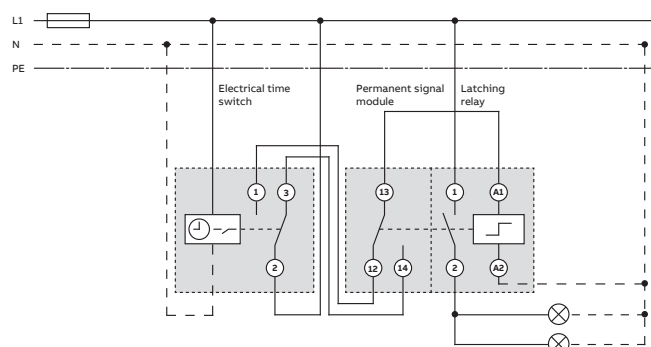 L1
N
PE
Electrical time
switch
Permanent signal
module
Latching
relay
1
3
13
1
A1
2
12
14
2
A2